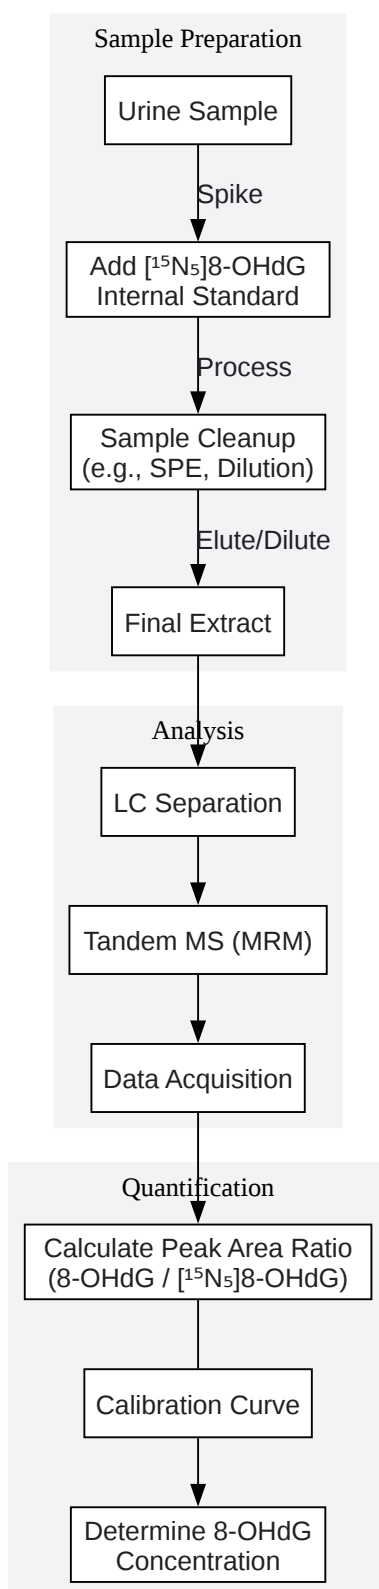 Sample Preparation
Urine Sample
Spike
Add [¹⁵N₅]8-OHdG
Internal Standard
Process
Sample Cleanup
(e.g., SPE, Dilution)
Elute/Dilute
Final Extract
Analysis
LC Separation
Tandem MS (MRM)
Data Acquisition
Quantification
Calculate Peak Area Ratio
(8-OHdG / [¹⁵N₅]8-OHdG)
Calibration Curve
Determine 8-OHdG
Concentration